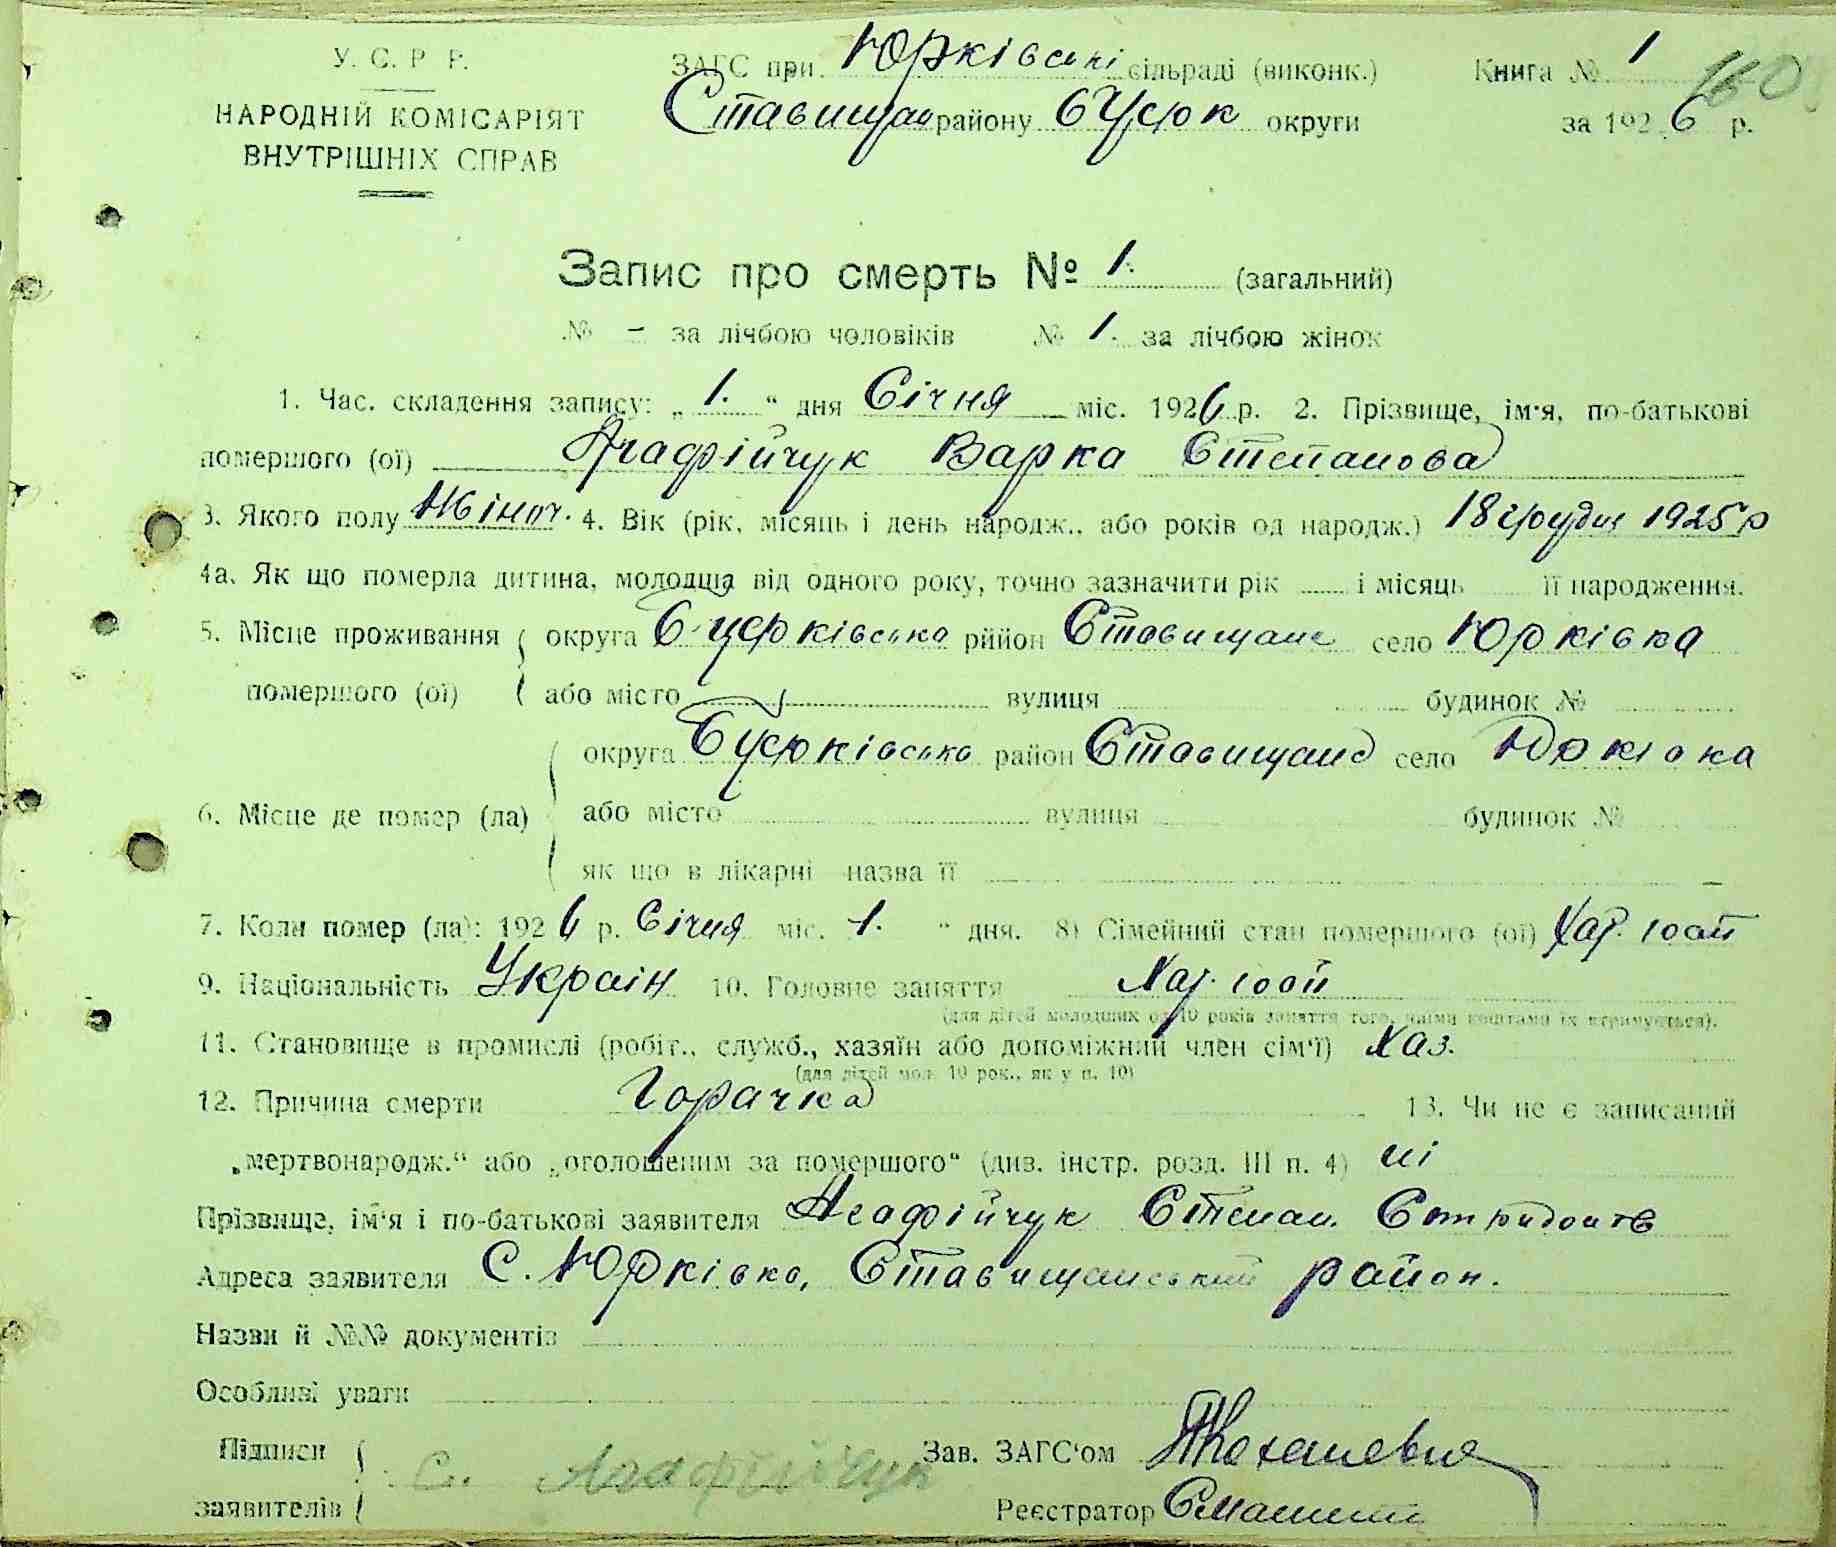 У. С. Р Р.
НАРОДНІЙ КОМІСАРІЯТ
ВНУТРІШНІХ СПРАВ
ЗАГС при Юрківські сільраді (виконк.) Книга № 1 160
Ставищан району округи за 1926 р.
Запис про смерть № 1. (загальний)
№ - за лічбою чоловіків № 1. за лічбою жінок
1. Час. складення запису: „1.“ дня Січня міс. 1926 р. 2. Прізвище, ім'я, по-батькові
помершого (ої) Агафійчук Варка Степанова
3. Якого полу Жіноч. 4. Вік (рік, місяць і день народж., або років од народж.) 18 грудня 1925 р
4а. Як що померла дитина, молодща від одного року, точно зазначити рік і місяць її народження.
5. Місце проживання округа район Ставищанс село Юрківка
помершого (ої) або місто вулиця будинок №
округа район Ставищанс село Юрківка
6. Місце де помер (ла) або місто вулиця будинок №
як що в лікарні назва її
7. Коли помер (ла): 1926 р. Січня міс. 1. “ дня. 8) Сімейний стан помершого (ої)
9. Національність Украін 10. Головне заняття
(для дітей молодших од 10 років заняття того, чиїми коштами їх втримується).
11. Становище в промислі (робіт., служб., хазяїн або допоміжний член сім'ї) хаз.
(для дітей мол. 10 рок., як у п. 10)
12. Причина смерти Горячка 13. Чи не є записаний
„мертвонародж.“ або „оголошеним за помершого“ (див. інстр. розд. III п. 4) ні
Прізвище, ім'я і по-батькові заявителя Агафійчук Степан
Адреса заявителя С. Юрківка, Ставищанський район.
Назви й №№ документів
Особливі уваги
Підписи
заявителів С. Агафійчук
Зав. ЗАГС'ом
Реєстратор